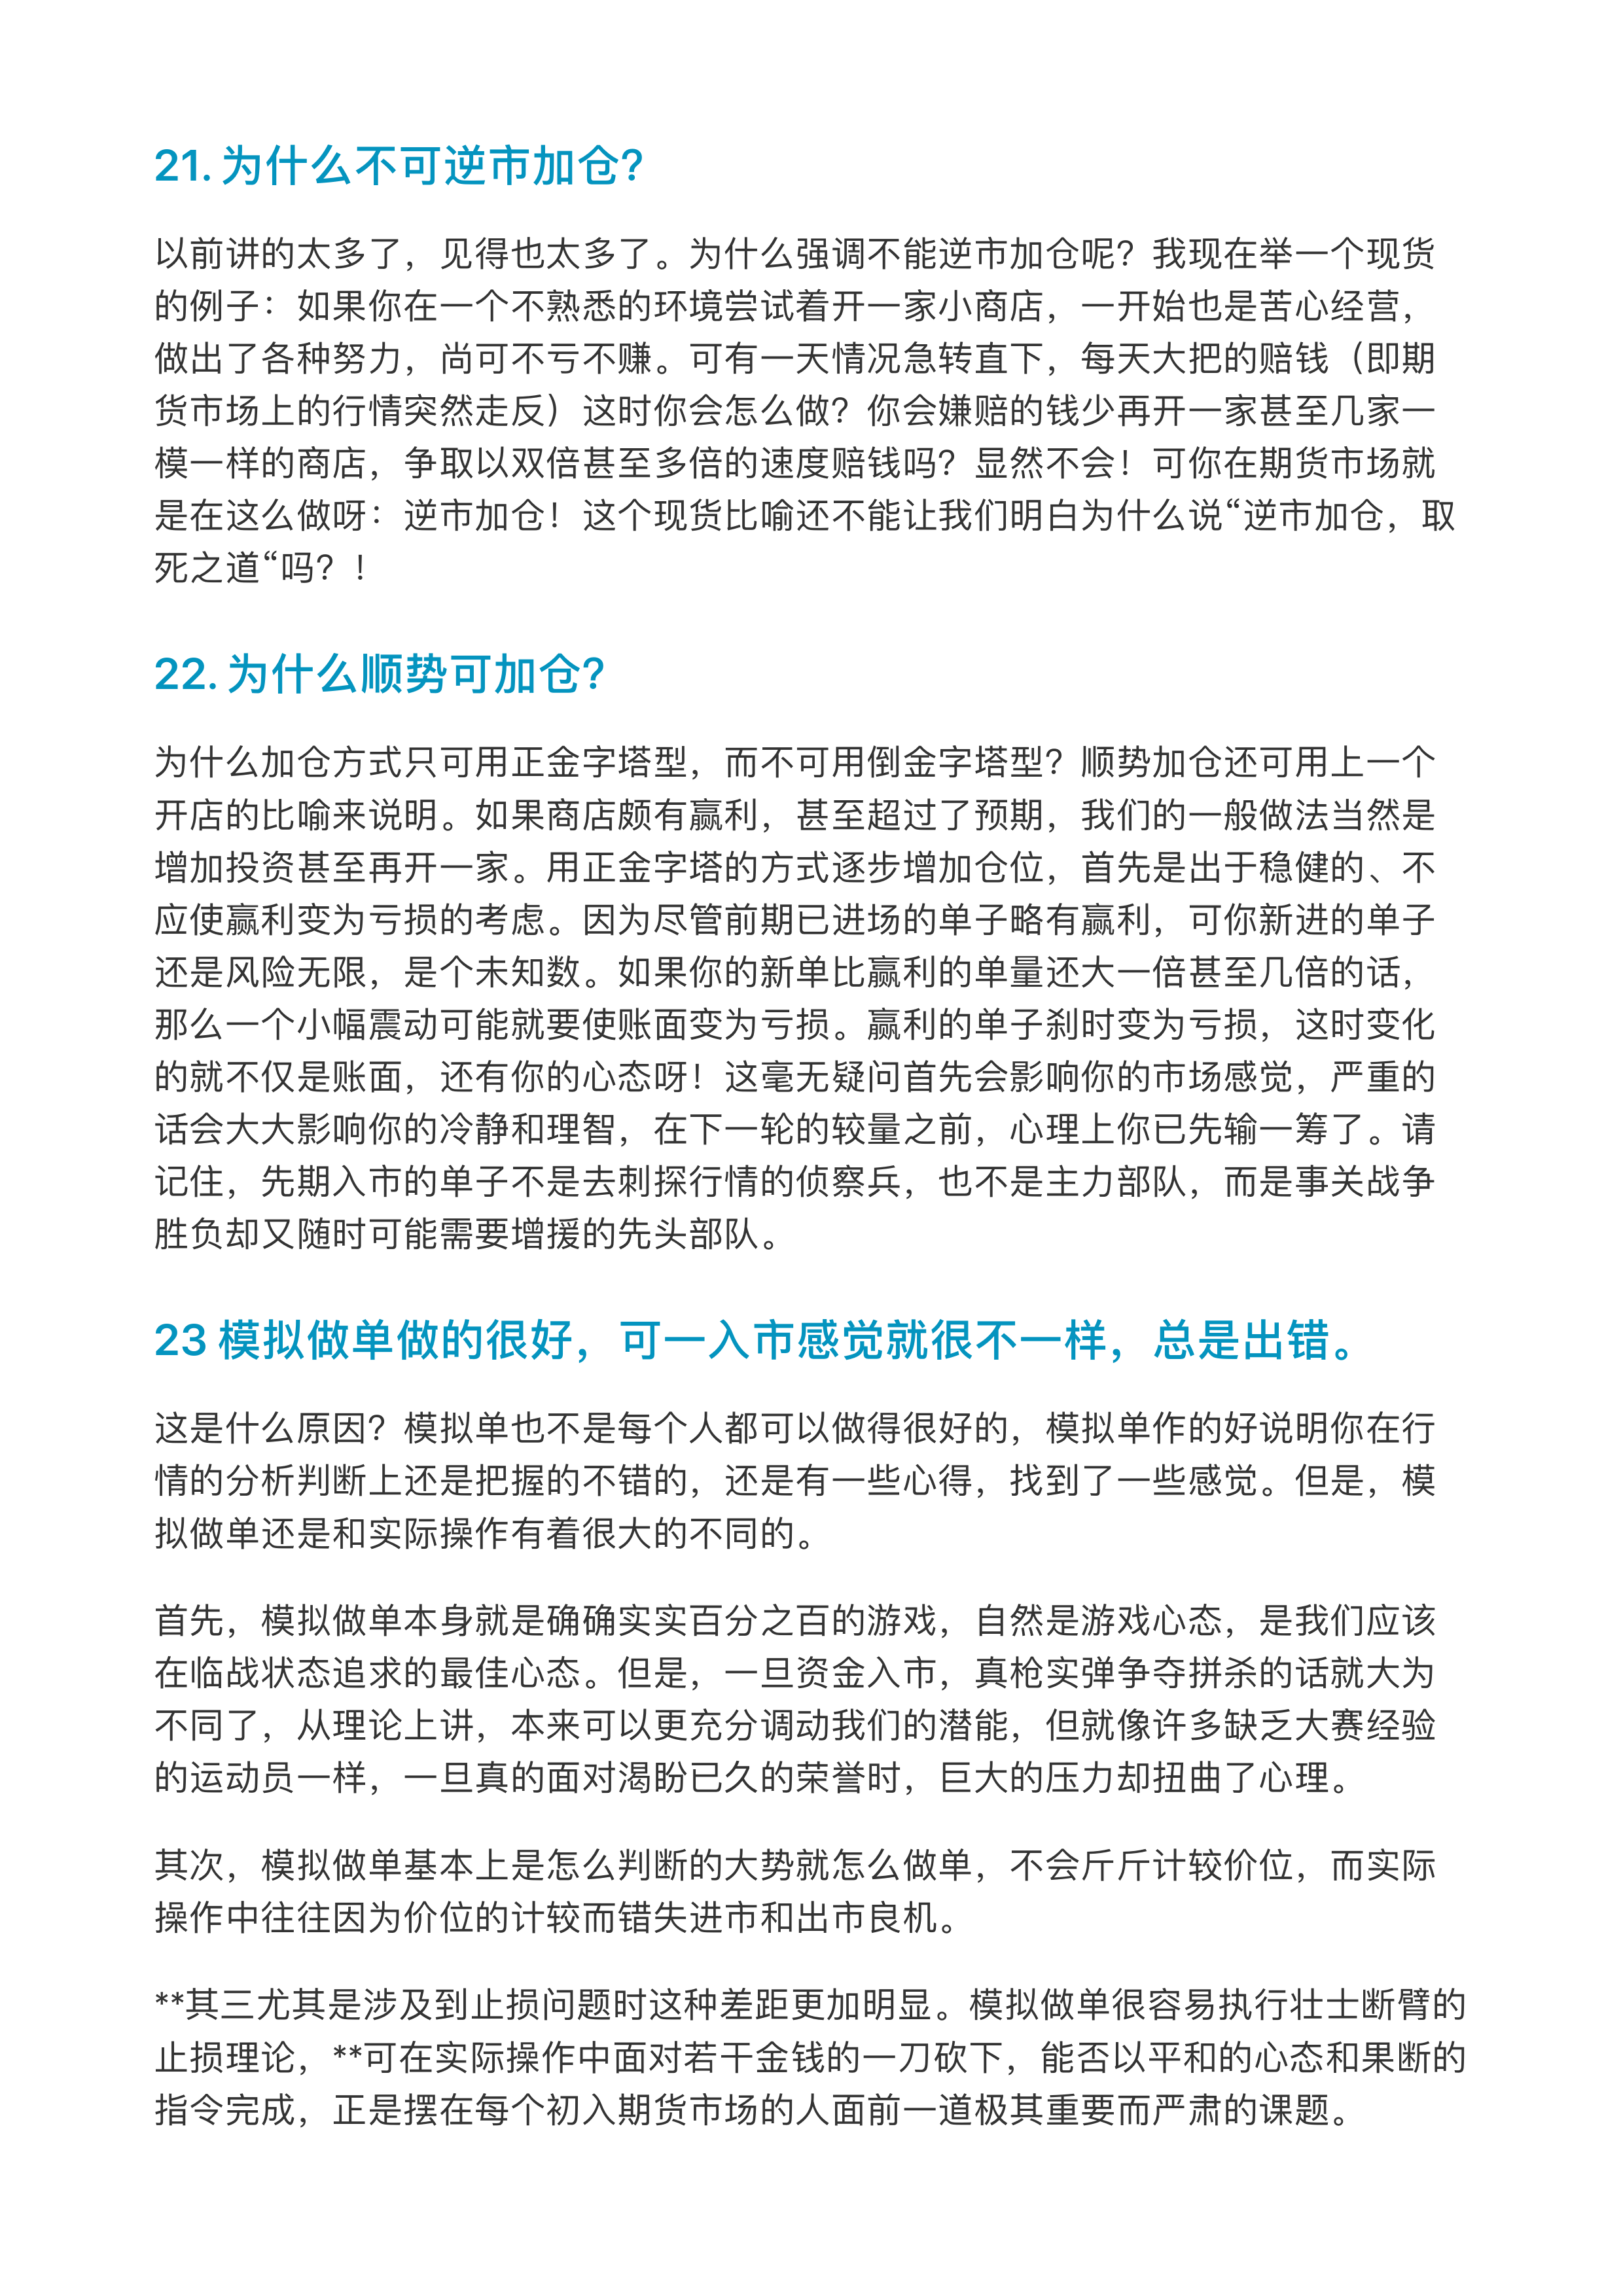 21. 为什么不可逆市加仓？
以前讲的太多了，见得也太多了。为什么强调不能逆市加仓呢？我现在举一个现货
的例子：如果你在一个不熟悉的环境尝试着开一家小商店，一开始也是苦心经营，
做出了各种努力，尚可不亏不赚。可有一天情况急转直下，每天大把的赔钱（即期
货市场上的行情突然走反）这时你会怎么做？你会嫌赔的钱少再开一家甚至几家一
模一样的商店，争取以双倍甚至多倍的速度赔钱吗？显然不会！可你在期货市场就
是在这么做呀：逆市加仓！这个现货比喻还不能让我们明白为什么说“逆市加仓，取
死之道“吗？！
22. 为什么顺势可加仓？
为什么加仓方式只可用正金字塔型，而不可用倒金字塔型？顺势加仓还可用上一个
开店的比喻来说明。如果商店颇有赢利，甚至超过了预期，我们的一般做法当然是
增加投资甚至再开一家。用正金字塔的方式逐步增加仓位，首先是出于稳健的、不
应使赢利变为亏损的考虑。因为尽管前期已进场的单子略有赢利，可你新进的单子
还是风险无限，是个未知数。如果你的新单比赢利的单量还大一倍甚至几倍的话，
那么一个小幅震动可能就要使账面变为亏损。赢利的单子刹时变为亏损，这时变化
的就不仅是账面，还有你的心态呀！这毫无疑问首先会影响你的市场感觉，严重的
话会大大影响你的冷静和理智，在下一轮的较量之前，心理上你已先输一筹了。请
记住，先期入市的单子不是去刺探行情的侦察兵，也不是主力部队，而是事关战争
胜负却又随时可能需要增援的先头部队。
23 模拟做单做的很好，可一入市感觉就很不一样，总是出错。
这是什么原因？模拟单也不是每个人都可以做得很好的，模拟单作的好说明你在行
情的分析判断上还是把握的不错的，还是有一些心得，找到了一些感觉。但是，模
拟做单还是和实际操作有着很大的不同的。
首先，模拟做单本身就是确确实实百分之百的游戏，自然是游戏心态，是我们应该
在临战状态追求的最佳心态。但是，一旦资金入市，真枪实弹争夺拼杀的话就大为
不同了，从理论上讲，本来可以更充分调动我们的潜能，但就像许多缺乏大赛经验
的运动员一样，一旦真的面对渴盼已久的荣誉时，巨大的压力却扭曲了心理。
其次，模拟做单基本上是怎么判断的大势就怎么做单，不会斤斤计较价位，而实际
操作中往往因为价位的计较而错失进市和出市良机。
**其三尤其是涉及到止损问题时这种差距更加明显。模拟做单很容易执行壮士断臂的
止损理论，**可在实际操作中面对若干金钱的一刀砍下，能否以平和的心态和果断的
指令完成，正是摆在每个初入期货市场的人面前一道极其重要而严肃的课题。